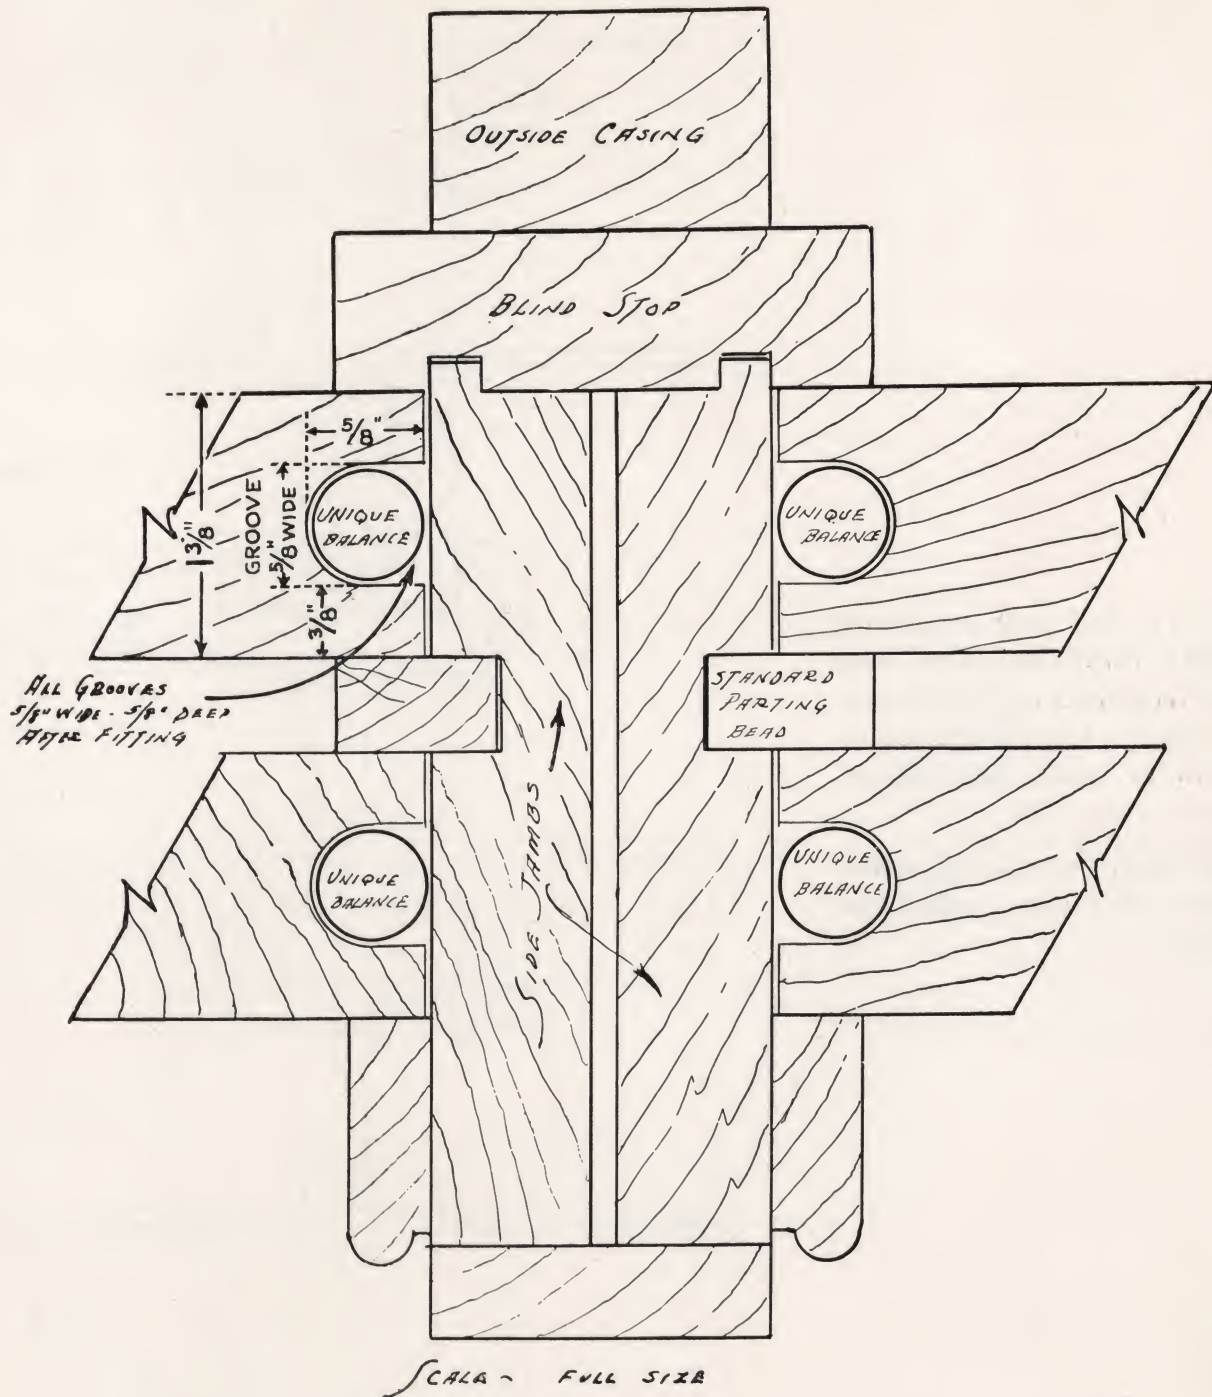 OUTSIDE CASING
BLIND STOP
5/8"
1 3/8"
GROOVE
5/8" WIDE
3/8"
UNIQUE
BALANCE
UNIQUE
BALANCE
ALL GROOVES
5/8" WIDE - 5/8" DEEP
AFTER FITTING
STANDARD
PARTING
BEAD
SIDE JAMBS
UNIQUE
BALANCE
UNIQUE
BALANCE
SCALE - FULL SIZE